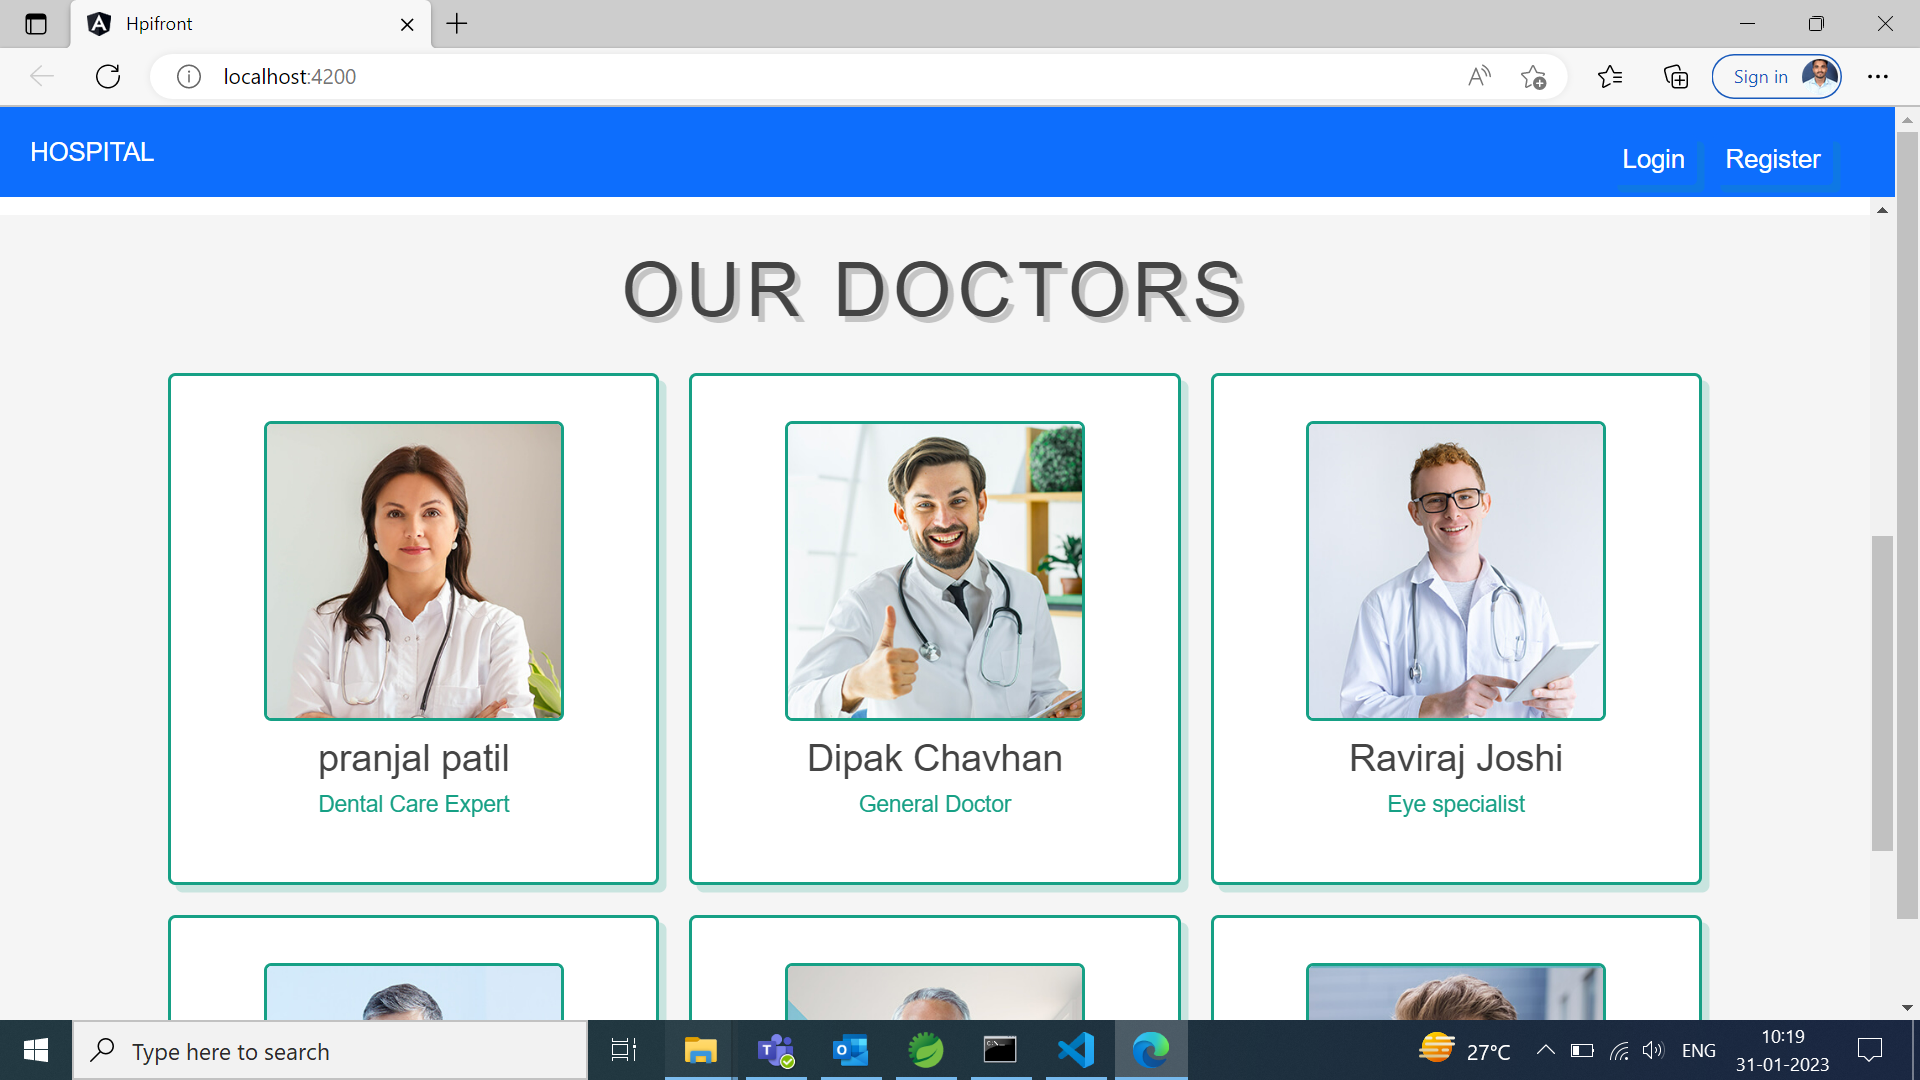 Hpifront
localhost:4200
Sign in
HOSPITAL
Login
Register
OUR DOCTORS
pranjal patil
Dipak Chavhan
Raviraj Joshi
Dental Care Expert
General Doctor
Eye specialist
Type here to search
27°C
ENG
10:19
31-01-2023